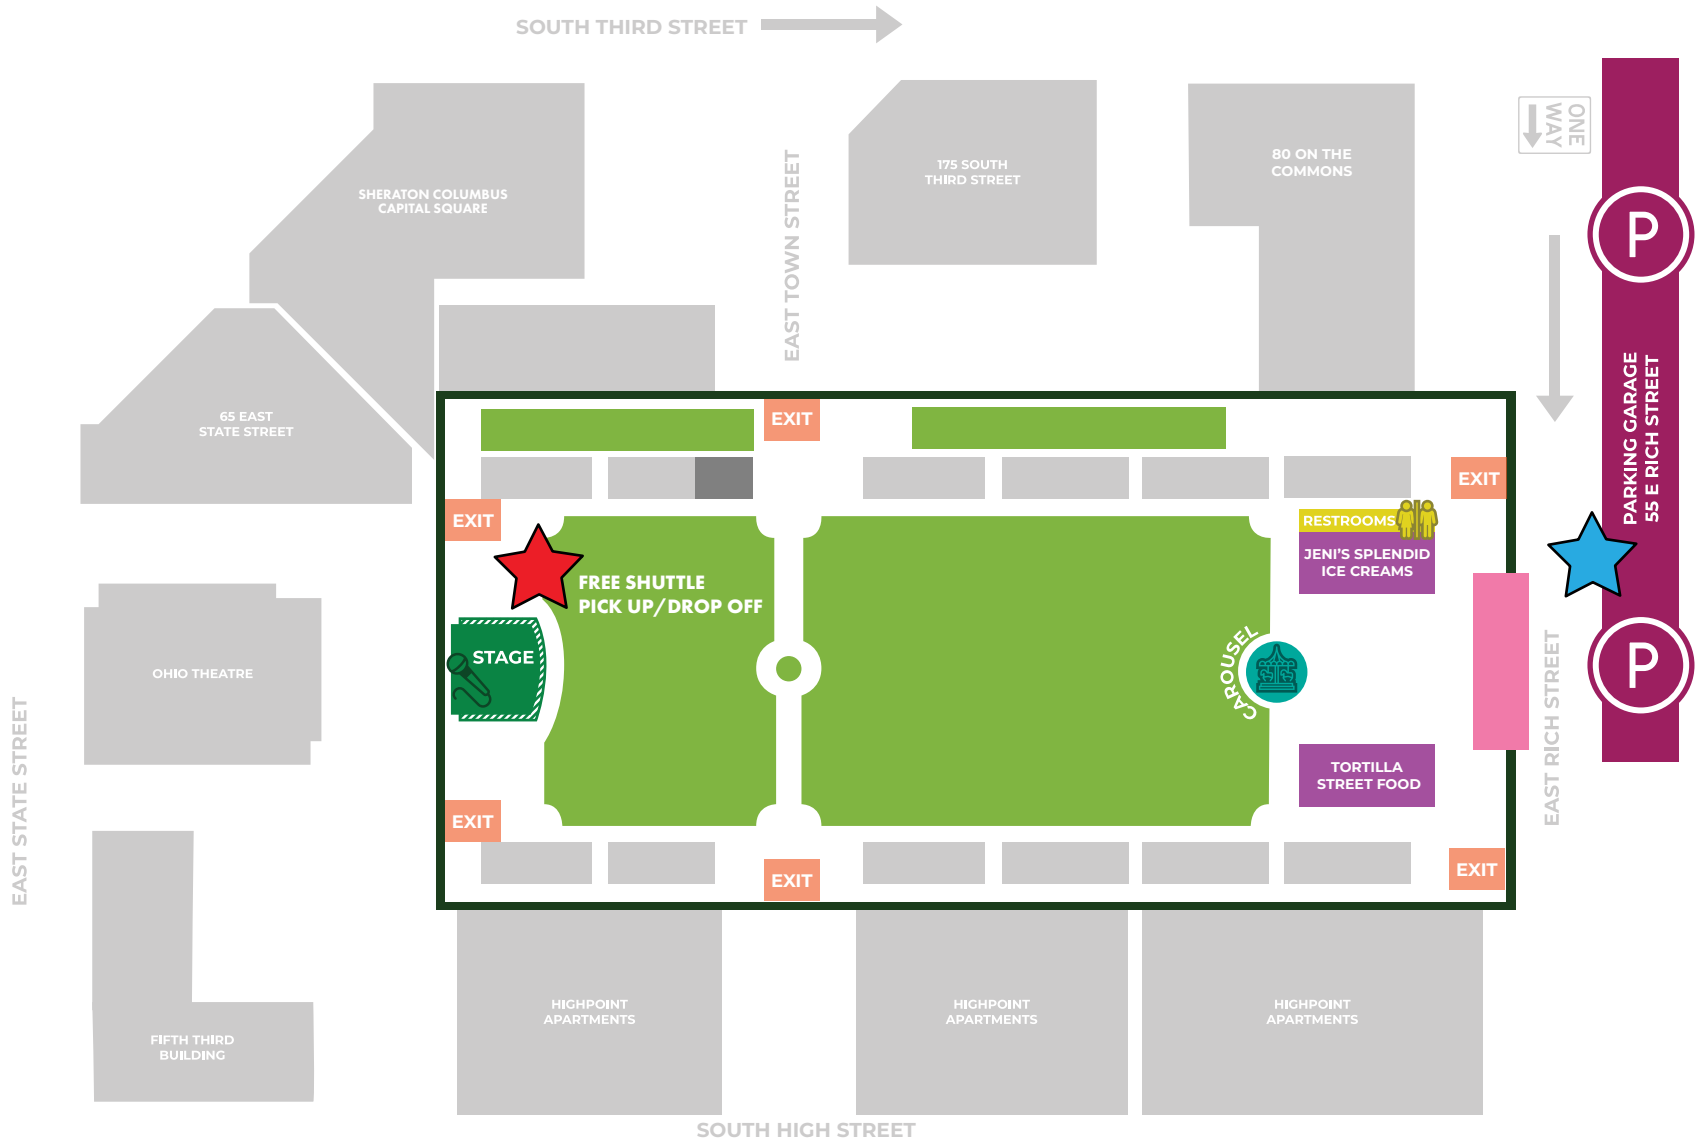 SOUTH THIRD STREET
ONE
WAY
SHERATON COLUMBUS
CAPITAL SQUARE
175 SOUTH
THIRD STREET
80 ON THE
COMMONS
EAST TOWN STREET
P
65 EAST
STATE STREET
EXIT
EXIT
EXIT
PARKING GARAGE
55 E RICH STREET
RESTROOMS
JENI'S SPLENDID
ICE CREAMS
FREE SHUTTLE
PICK UP/DROP OFF
STAGE
CAROUSEL
OHIO THEATRE
P
EAST STATE STREET
EAST RICH STREET
TORTILLA
STREET FOOD
EXIT
EXIT
EXIT
HIGHPOINT
APARTMENTS
HIGHPOINT
APARTMENTS
HIGHPOINT
APARTMENTS
FIFTH THIRD
BUILDING
SOUTH HIGH STREET